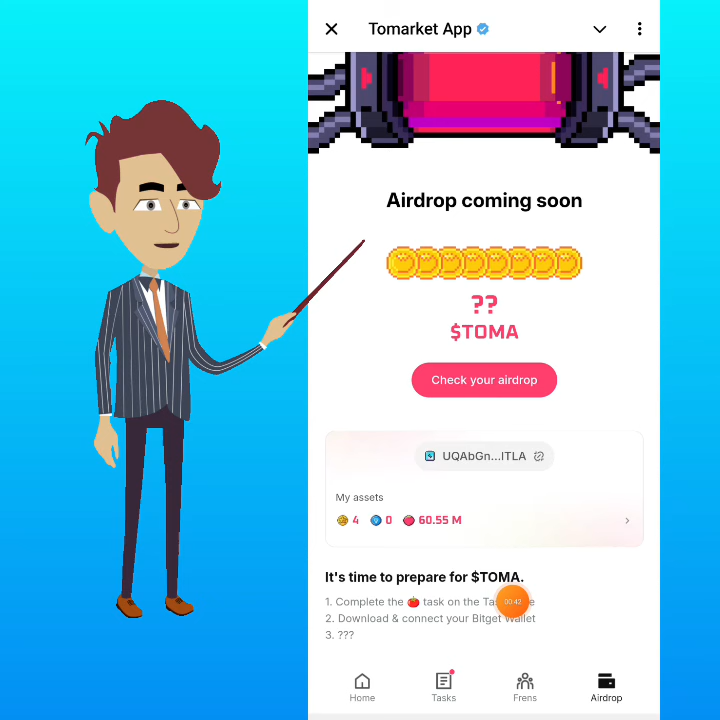 Tomarket App
Airdrop coming soon
??
$TOMA
Check your airdrop
UQAbGn...ITLA
My assets
4 0 60.55 M
It's time to prepare for $TOMA.
1. Complete the 🍅 task on the
00:42
2. Download & connect your Bitget Wallet
3. ???
Home Tasks Frens Airdrop